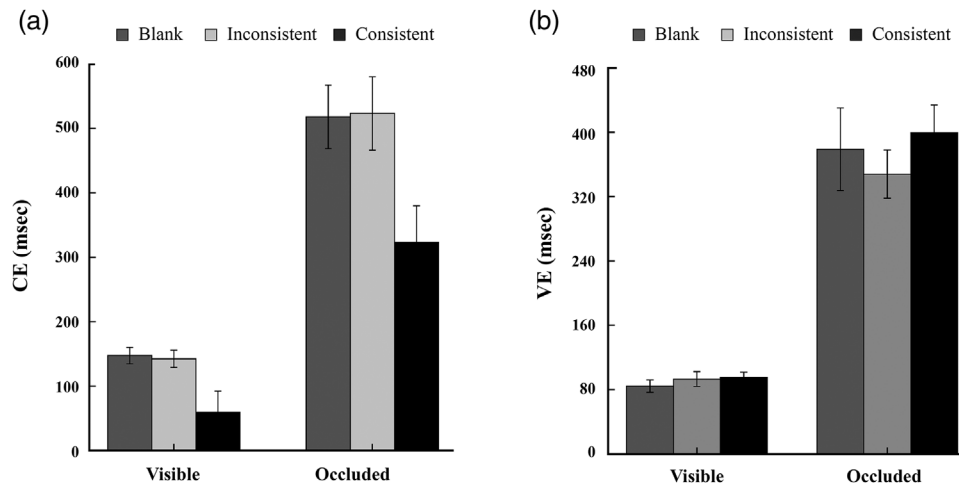 (a)
Blank Inconsistent Consistent
600
500
400
300
200
100
0
CE (msec)
Visible Occluded
(b)
Blank Inconsistent Consistent
480
400
320
240
160
80
0
VE (msec)
Visible Occluded